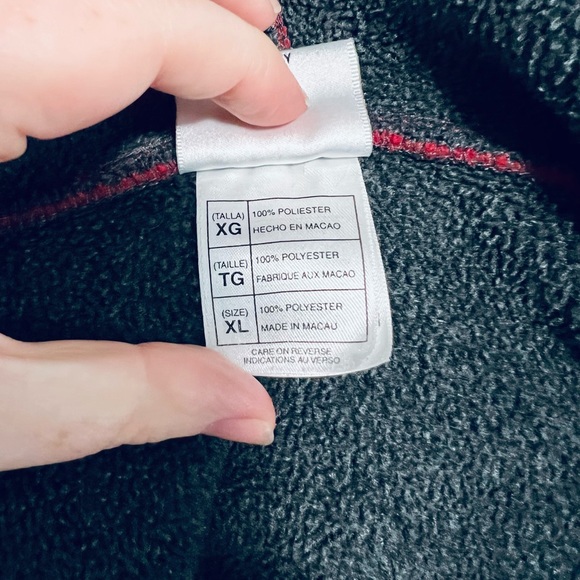 Y
(TALLA)
XG
100% POLIESTER
HECHO EN MACAO
(TAILLE)
TG
100% POLYESTER
FABRIQUE AUX MACAO
(SIZE)
XL
100% POLYESTER
MADE IN MACAU
CARE ON REVERSE
INDICATIONS AU VERSO